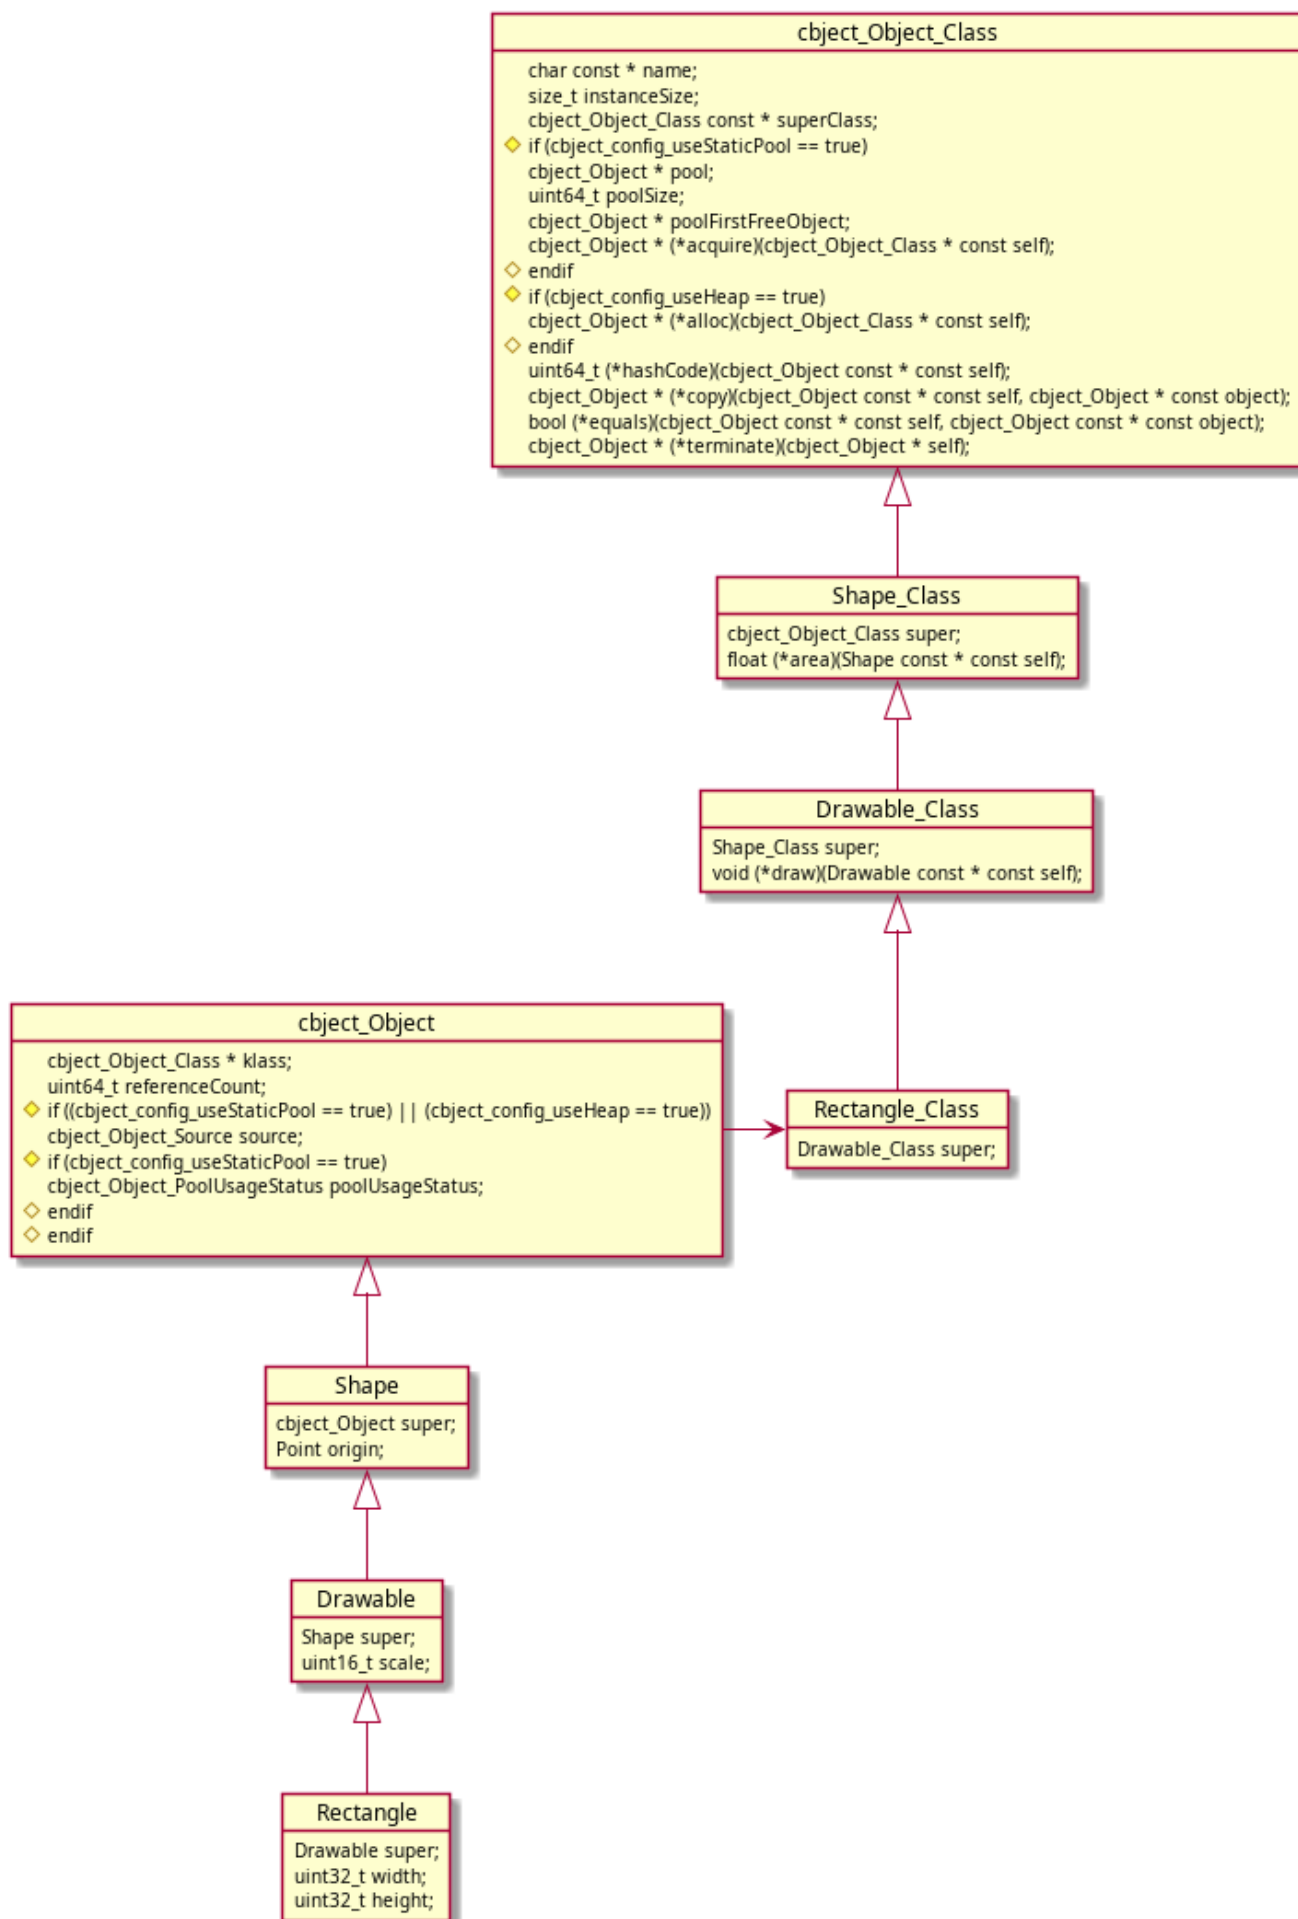 cbject_Object_Class
char const * name;
size_t instanceSize;
cbject_Object_Class const * superClass;
if (cbject_config_useStaticPool == true)
cbject_Object * pool;
uint64_t poolSize;
cbject_Object * poolFirstFreeObject;
cbject_Object * (*acquire)(cbject_Object_Class * const self);
endif
if (cbject_config_useHeap == true)
cbject_Object * (*alloc)(cbject_Object_Class * const self);
endif
uint64_t (*hashCode)(cbject_Object const * const self);
cbject_Object * (*copy)(cbject_Object const * const self, cbject_Object * const object);
bool (*equals)(cbject_Object const * const self, cbject_Object const * const object);
cbject_Object * (*terminate)(cbject_Object * self);
Shape_Class
cbject_Object_Class super;
float (*area)(Shape const * const self);
Drawable_Class
Shape_Class super;
void (*draw)(Drawable const * const self);
cbject_Object
cbject_Object_Class * klass;
uint64_t referenceCount;
if ((cbject_config_useStaticPool == true) || (cbject_config_useHeap == true))
cbject_Object_Source source;
if (cbject_config_useStaticPool == true)
cbject_Object_PoolUsageStatus poolUsageStatus;
endif
endif
Rectangle_Class
Drawable_Class super;
Shape
cbject_Object super;
Point origin;
Drawable
Shape super;
uint16_t scale;
Rectangle
Drawable super;
uint32_t width;
uint32_t height;